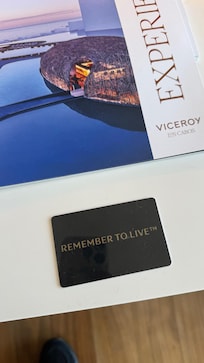 EXPERIE
VICEROY
LOS CABOS
REMEMBER TO.LIVE™